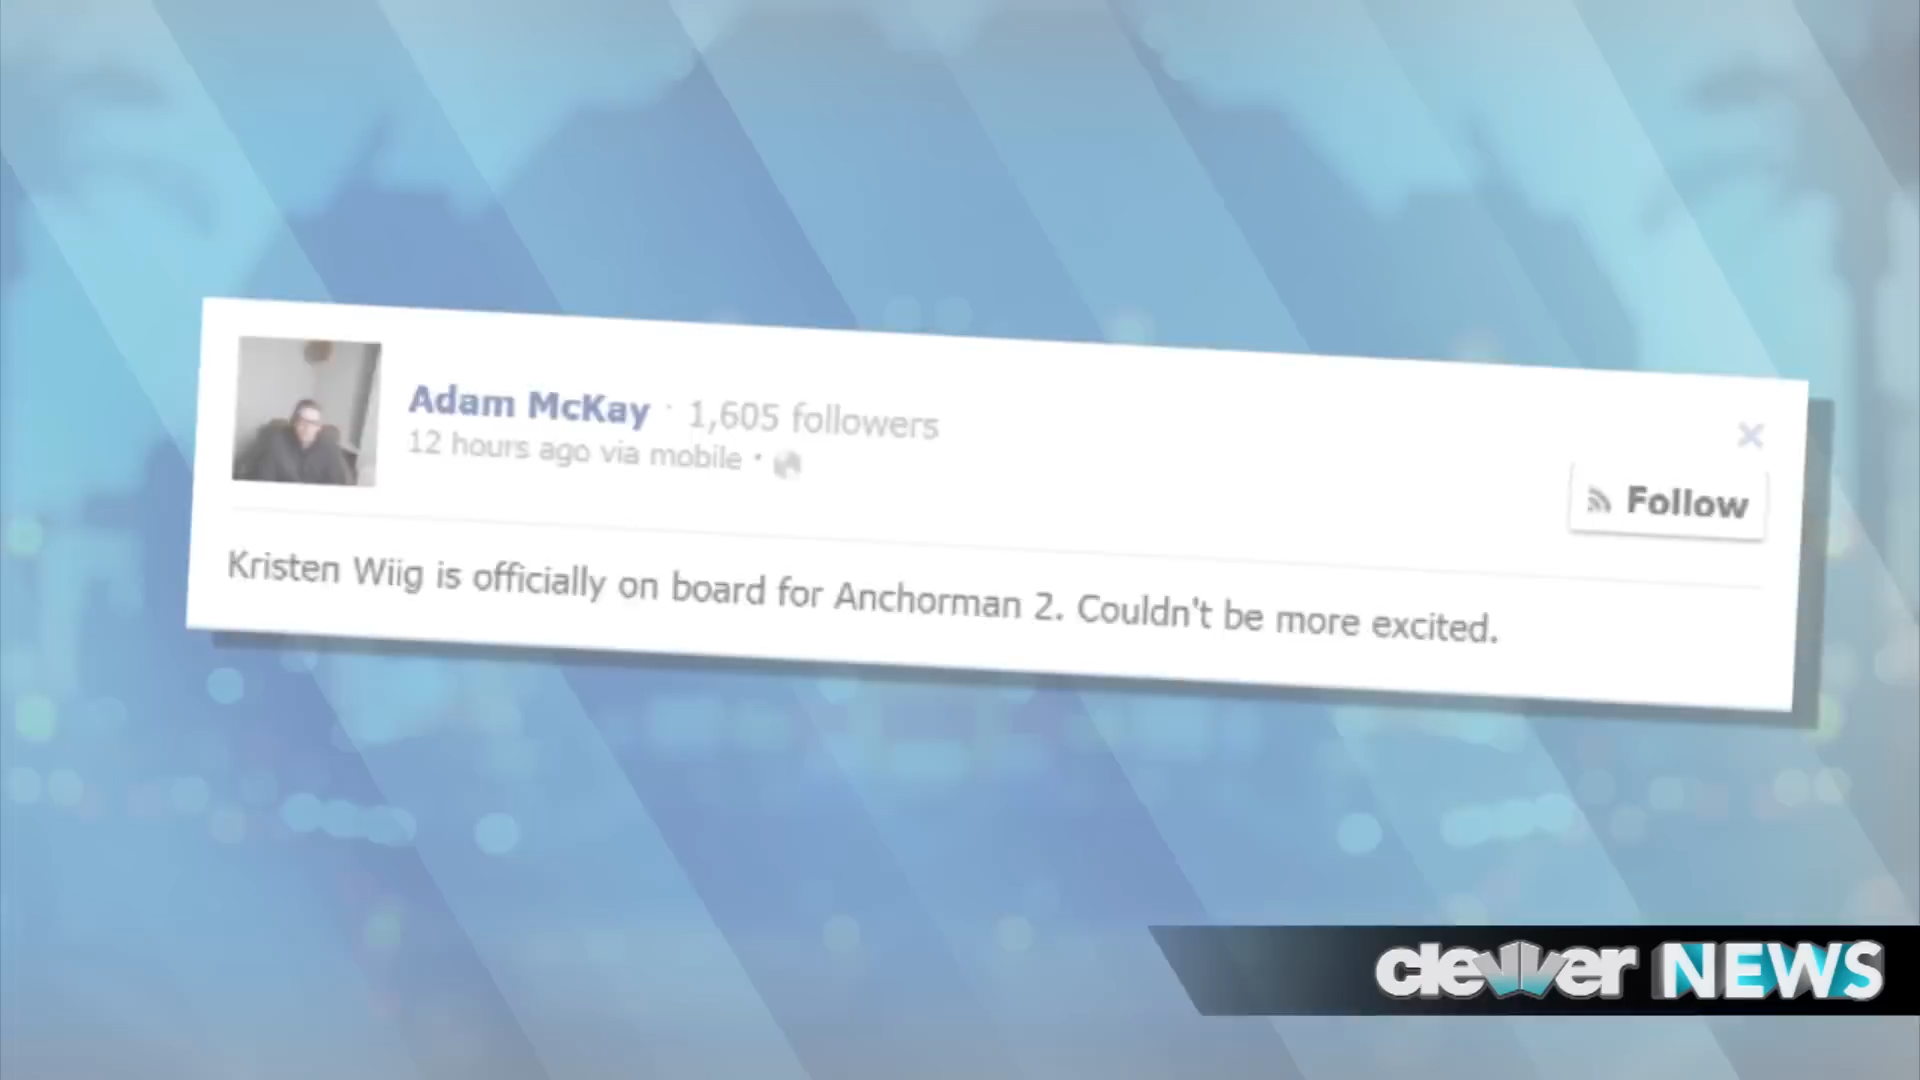 Adam McKay · 1,605 followers
12 hours ago via mobile ·
Follow
Kristen Wiig is officially on board for Anchorman 2. Couldn't be more excited.
clevver NEWS